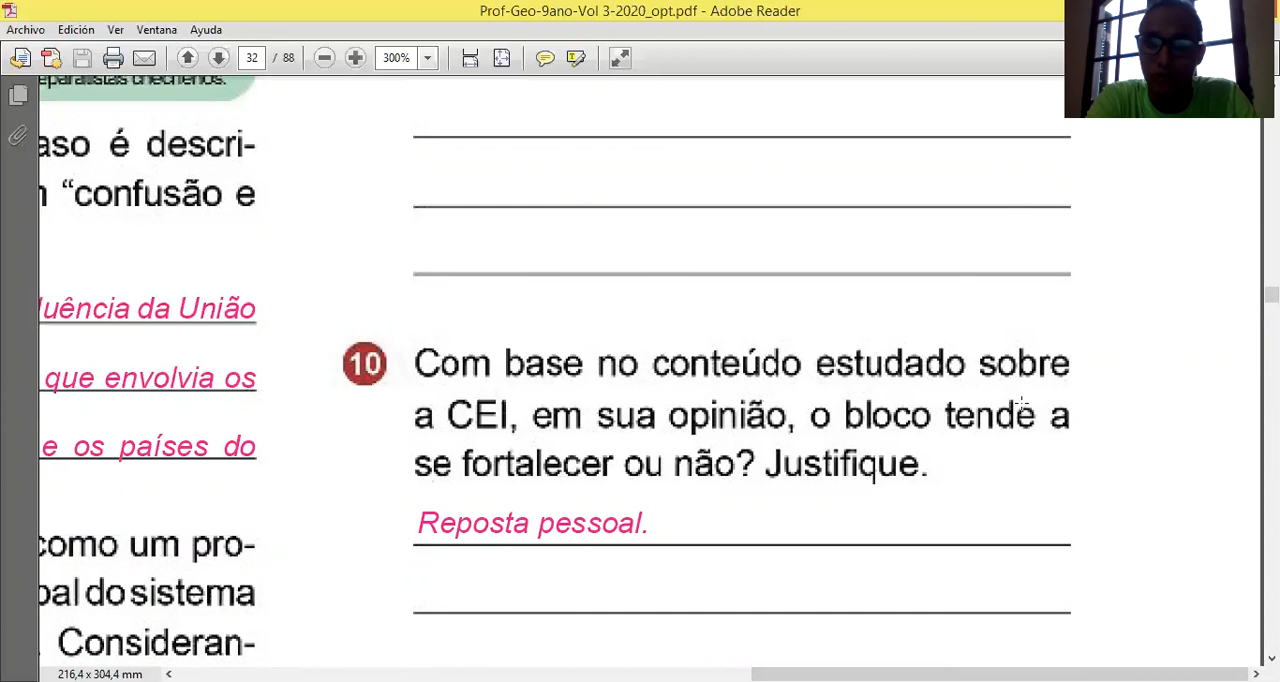 Prof-Geo-9ano-Vol 3-2020_opt.pdf - Adobe Reader
Archivo Edición Ver Ventana Ayuda
32 / 88 300%
eparatistas chechenos.
aso é descri-
“confusão e
luência da União
que envolvia os
e os países do
como um pro-
pal do sistema
. Consideran-
10 Com base no conteúdo estudado sobre
a CEI, em sua opinião, o bloco tende a
se fortalecer ou não? Justifique.
Reposta pessoal.
216,4 x 304,4 mm